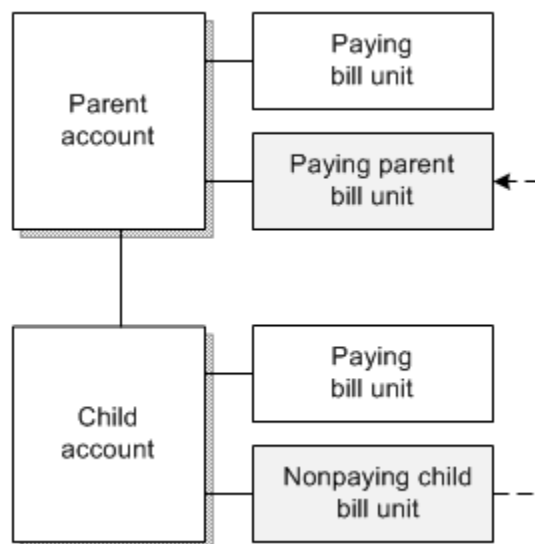 Parent
account
Paying
bill unit
Paying parent
bill unit
Child
account
Paying
bill unit
Nonpaying child
bill unit